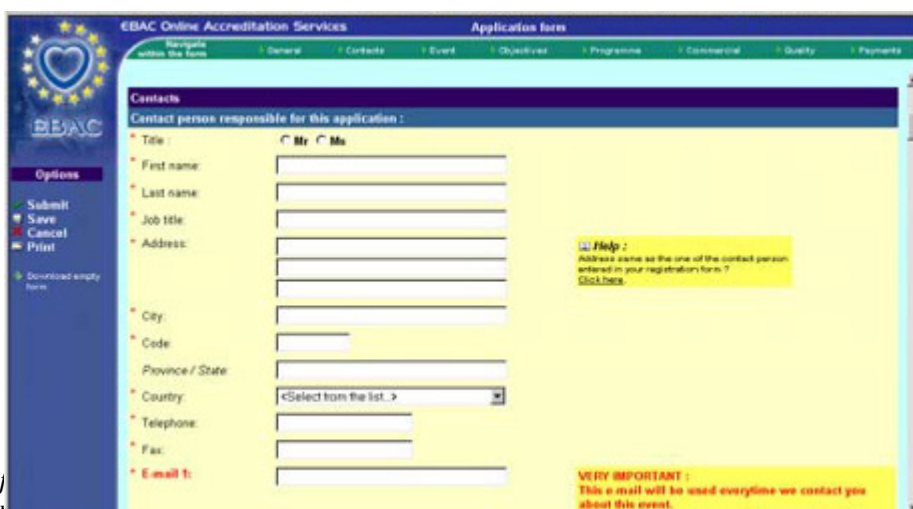 EBAC Online Accreditation Services
Application form
Navigate
within the form
General
Contacts
Event
Objectives
Programme
Commercial
Quality
Payments
EBAC
Options
Submit
Save
Cancel
Print
Download empty
form
Contacts
Contact person responsible for this application :
* Title :
Mr Ms
* First name:
* Last name:
* Job title:
* Address:
Help :
Address same as the one of the contact person
entered in your registration form ?
Click here.
* City:
* Code:
Province / State:
* Country:
<Select from the list..>
* Telephone:
* Fax:
* E-mail 1:
VERY IMPORTANT :
This e-mail will be used everytime we contact you
about this event.